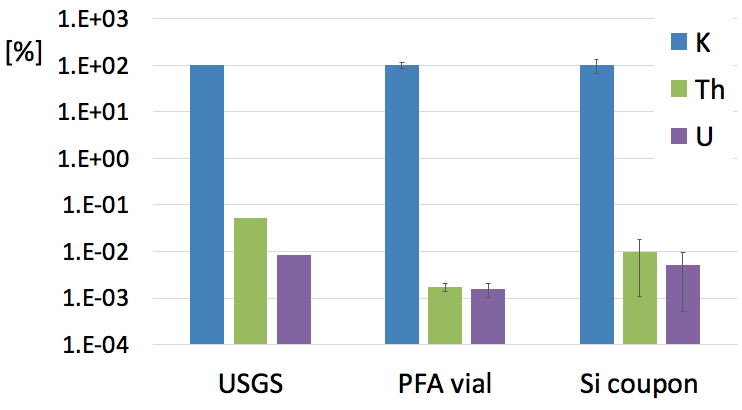 1.E+03
[%]
1.E+02
1.E+01
1.E+00
1.E-01
1.E-02
1.E-03
1.E-04
K
Th
U
USGS
PFA vial
Si coupon